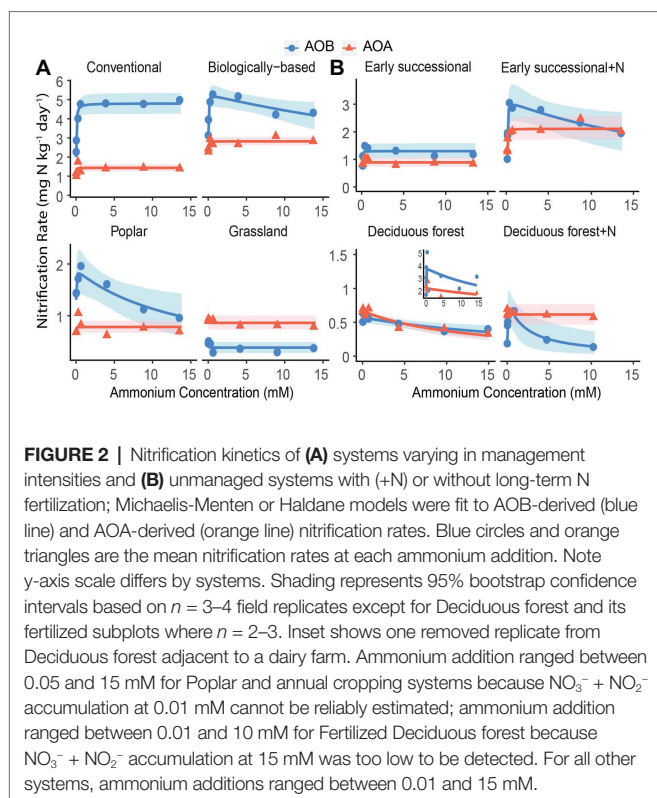 AOB AOA
A B
Conventional Biologically-based Early successional Early successional+N
Nitrification Rate (mg N kg⁻¹ day⁻¹)
6
5
4
3
2
1
0
3
2
1
0
0 5 10 15 0 5 10 15 0 5 10 15 0 5 10 15
Poplar Grassland Deciduous forest Deciduous forest+N
2
1
1.5
1
0.5
0
5
4
3
2
0 5 10 15
0 5 10 15 0 5 10 15 0 5 10 15 0 5 10 15
Ammonium Concentration (mM) Ammonium Concentration (mM)
FIGURE 2 | Nitrification kinetics of (A) systems varying in management
intensities and (B) unmanaged systems with (+N) or without long-term N
fertilization; Michaelis-Menten or Haldane models were fit to AOB-derived (blue
line) and AOA-derived (orange line) nitrification rates. Blue circles and orange
triangles are the mean nitrification rates at each ammonium addition. Note
y-axis scale differs by systems. Shading represents 95% bootstrap confidence
intervals based on n = 3–4 field replicates except for Deciduous forest and its
fertilized subplots where n = 2–3. Inset shows one removed replicate from
Deciduous forest adjacent to a dairy farm. Ammonium addition ranged between
0.05 and 15 mM for Poplar and annual cropping systems because NO₃⁻ + NO₂⁻
accumulation at 0.01 mM cannot be reliably estimated; ammonium addition
ranged between 0.01 and 10 mM for Fertilized Deciduous forest because
NO₃⁻ + NO₂⁻ accumulation at 15 mM was too low to be detected. For all other
systems, ammonium additions ranged between 0.01 and 15 mM.